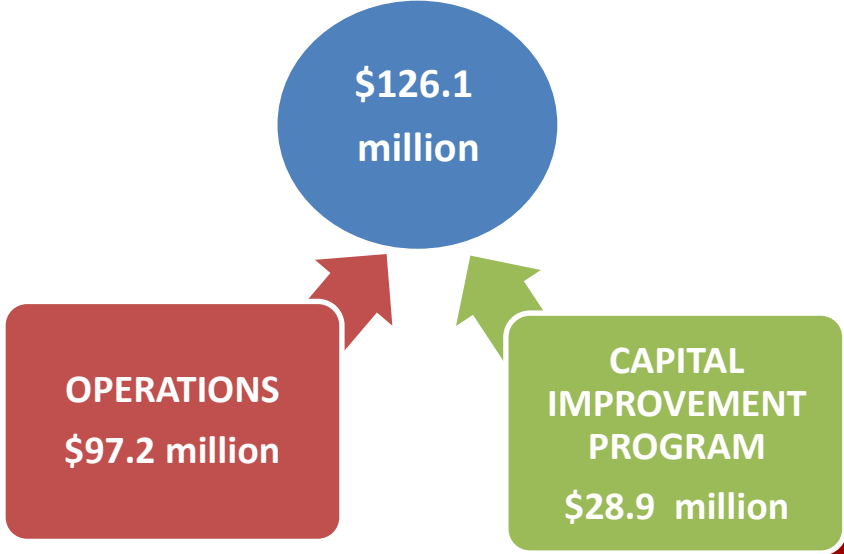 $126.1
million
OPERATIONS
$97.2 million
CAPITAL
IMPROVEMENT
PROGRAM
$28.9  million